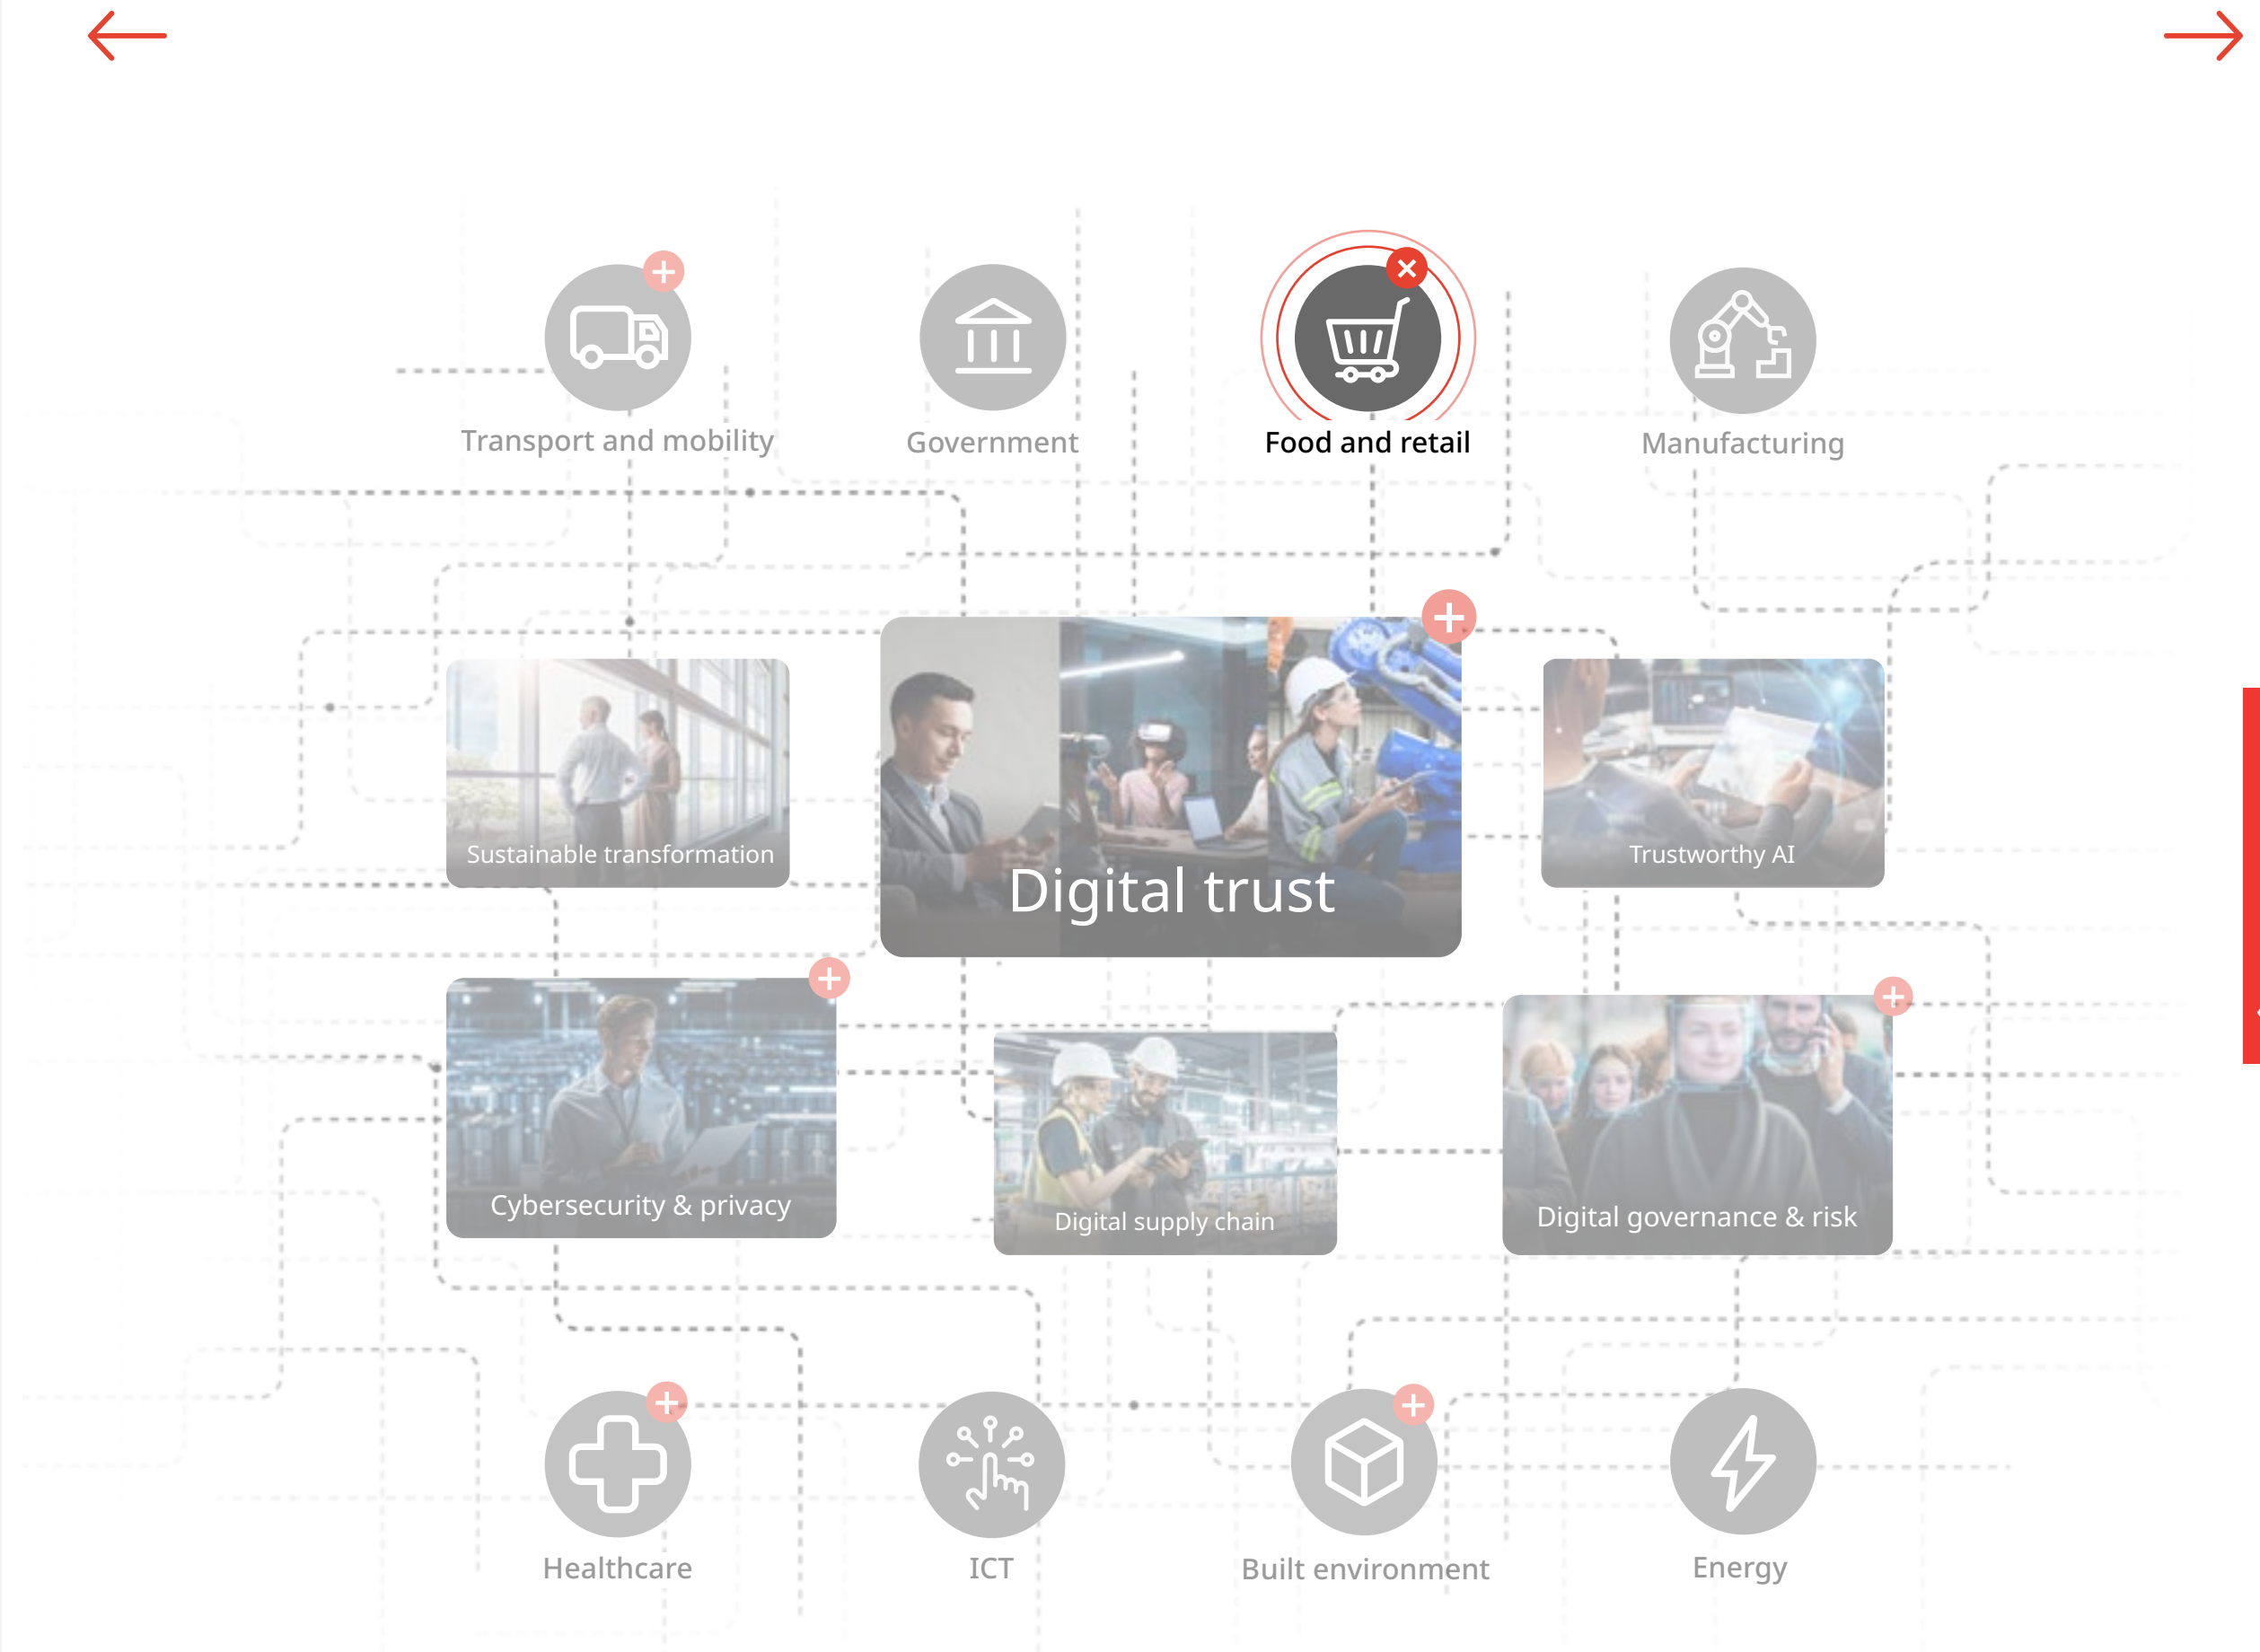 Transport and mobility
Government
Food and retail
Manufacturing
Sustainable transformation
Digital trust
Trustworthy AI
Cybersecurity & privacy
Digital supply chain
Digital governance & risk
Healthcare
ICT
Built environment
Energy